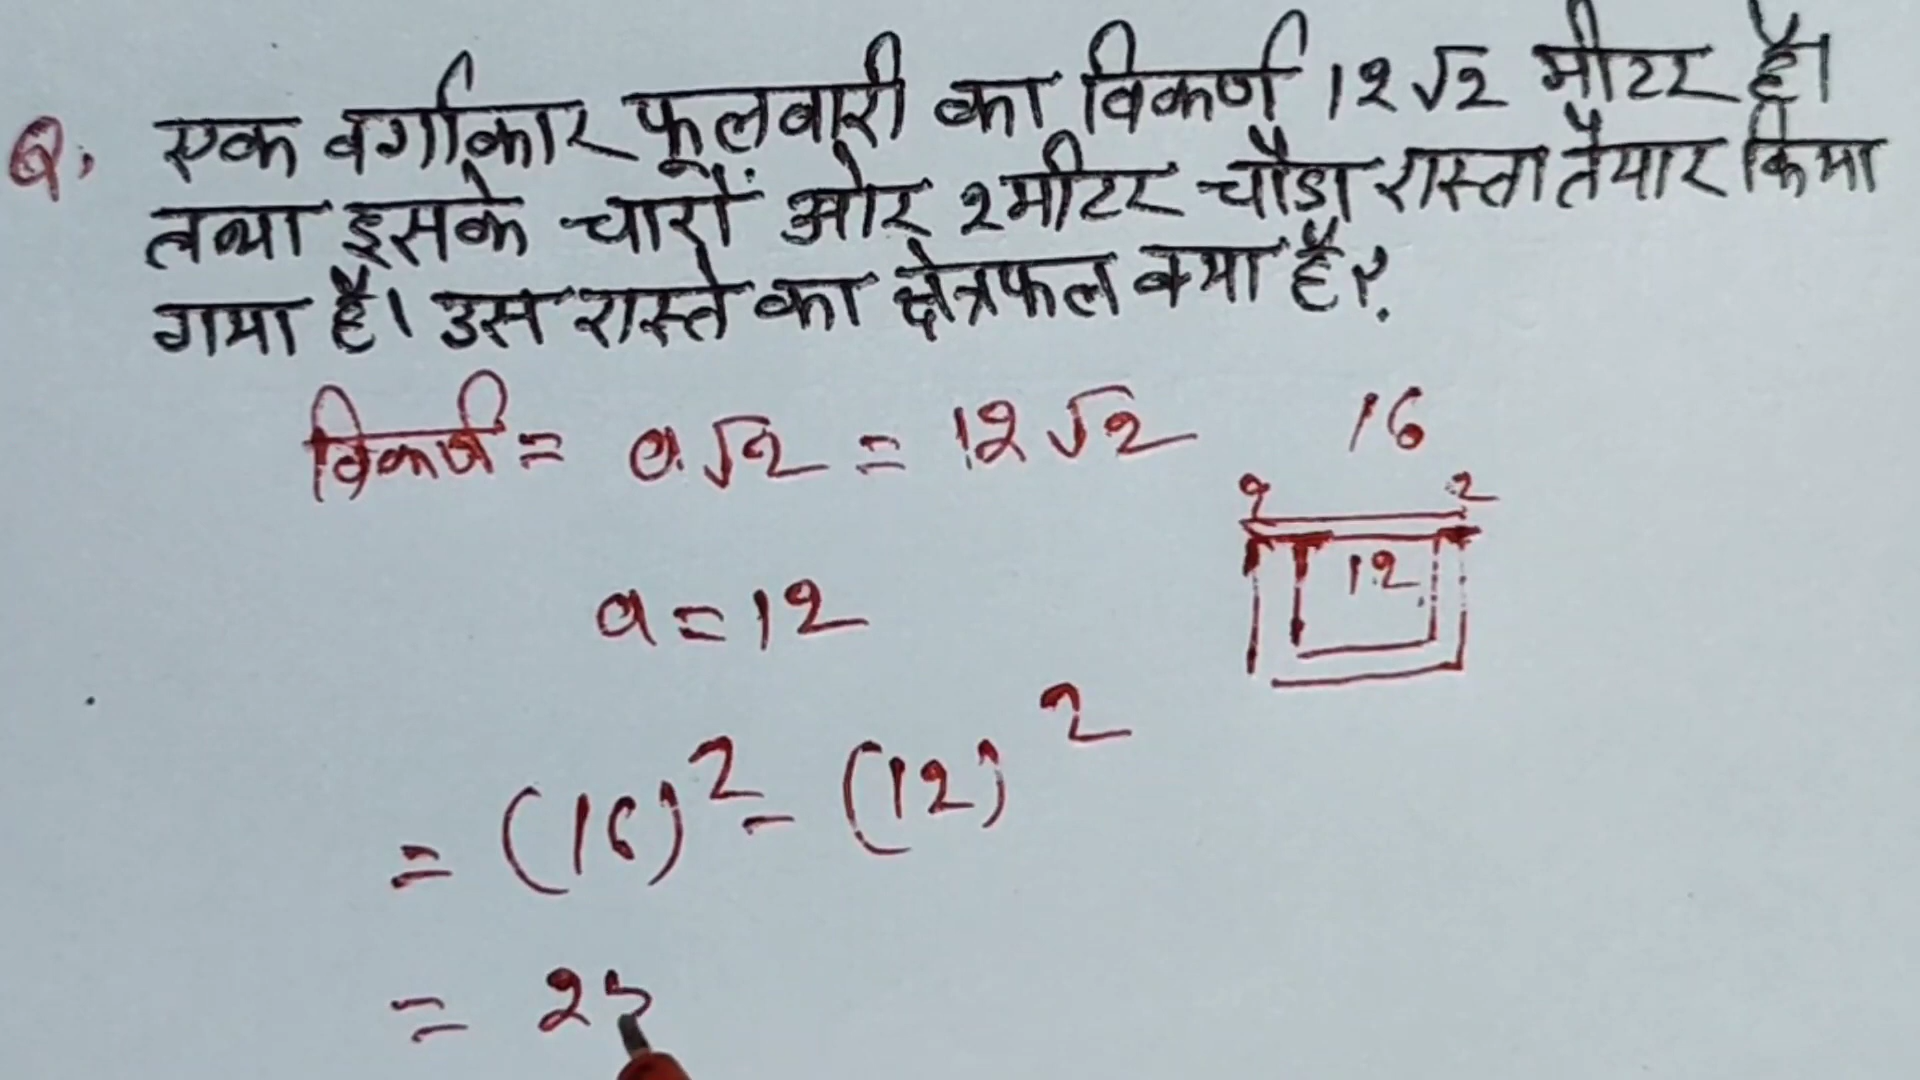 Q. एक वर्गाकार फूलवारी का विकर्ण 12√2 मीटर है।
तथा इसके चारों ओर 2मीटर चौडा रास्ता तैयार किया
गया है। उस रास्ते का क्षेत्रफल क्या है?
विकर्ण = a√2 = 12√2
16
2 2
12
a = 12
= (16)² - (12)²
= 25